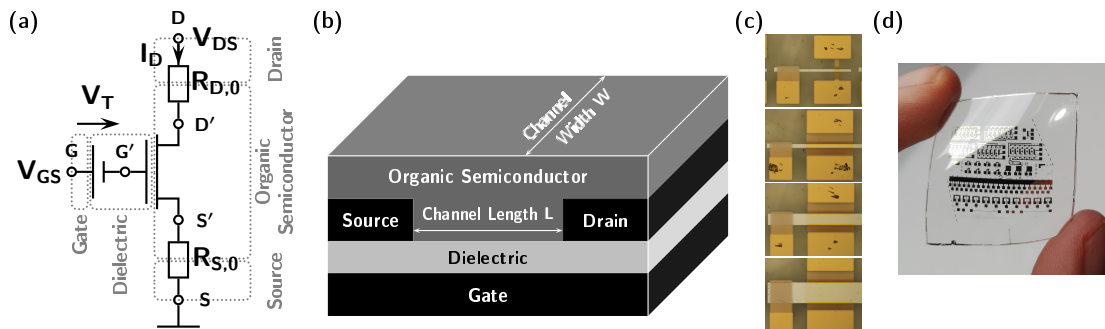 (a)
D
V_DS
I_D
R_D,0
Drain
V_T
D′
G
G′
V_GS
Organic
Semiconductor
Gate
Dielectric
S′
R_S,0
Source
S
(b)
Channel
Width W
Organic Semiconductor
Source
Channel Length L
Drain
Dielectric
Gate
(c)
(d)